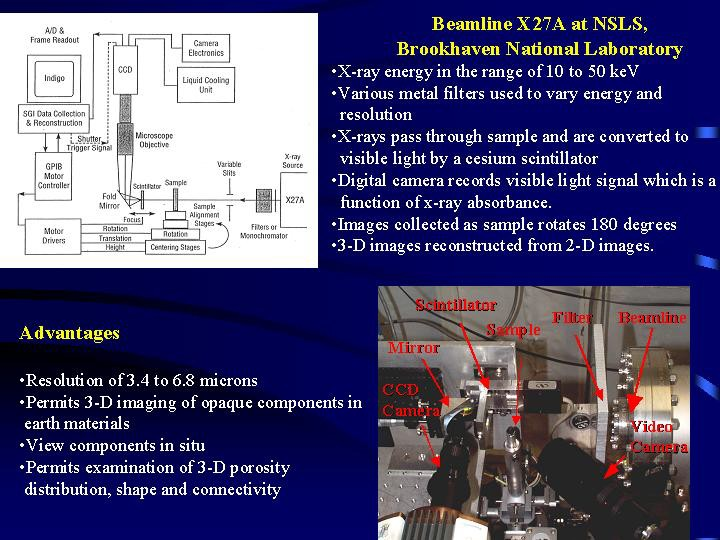 Beamline X27A at NSLS,
Brookhaven National Laboratory
•X-ray energy in the range of 10 to 50 keV
•Various metal filters used to vary energy and
resolution
•X-rays pass through sample and are converted to
visible light by a cesium scintillator
•Digital camera records visible light signal which is a
function of x-ray absorbance.
•Images collected as sample rotates 180 degrees
•3-D images reconstructed from 2-D images.
A/D &
Frame Readout
Indigo
SGI Data Collection
& Reconstruction
Shutter
Trigger Signal
GPIB
Motor
Controller
Motor
Drivers
CCD
Camera
Electronics
Liquid Cooling
Unit
Microscope
Objective
Fold
Mirror
Scintillator
Sample
Variable
Slits
X-ray
Source
X27A
Filters or
Monochromator
Sample
Alignment
Stages
Focus
Rotation
Translation
Height
Rotation
Centering Stages
Advantages
•Resolution of 3.4 to 6.8 microns
•Permits 3-D imaging of opaque components in
earth materials
•View components in situ
•Permits examination of 3-D porosity
distribution, shape and connectivity
Scintillator
Sample
Filter
Beamline
Mirror
CCD
Camera
Video
Camera